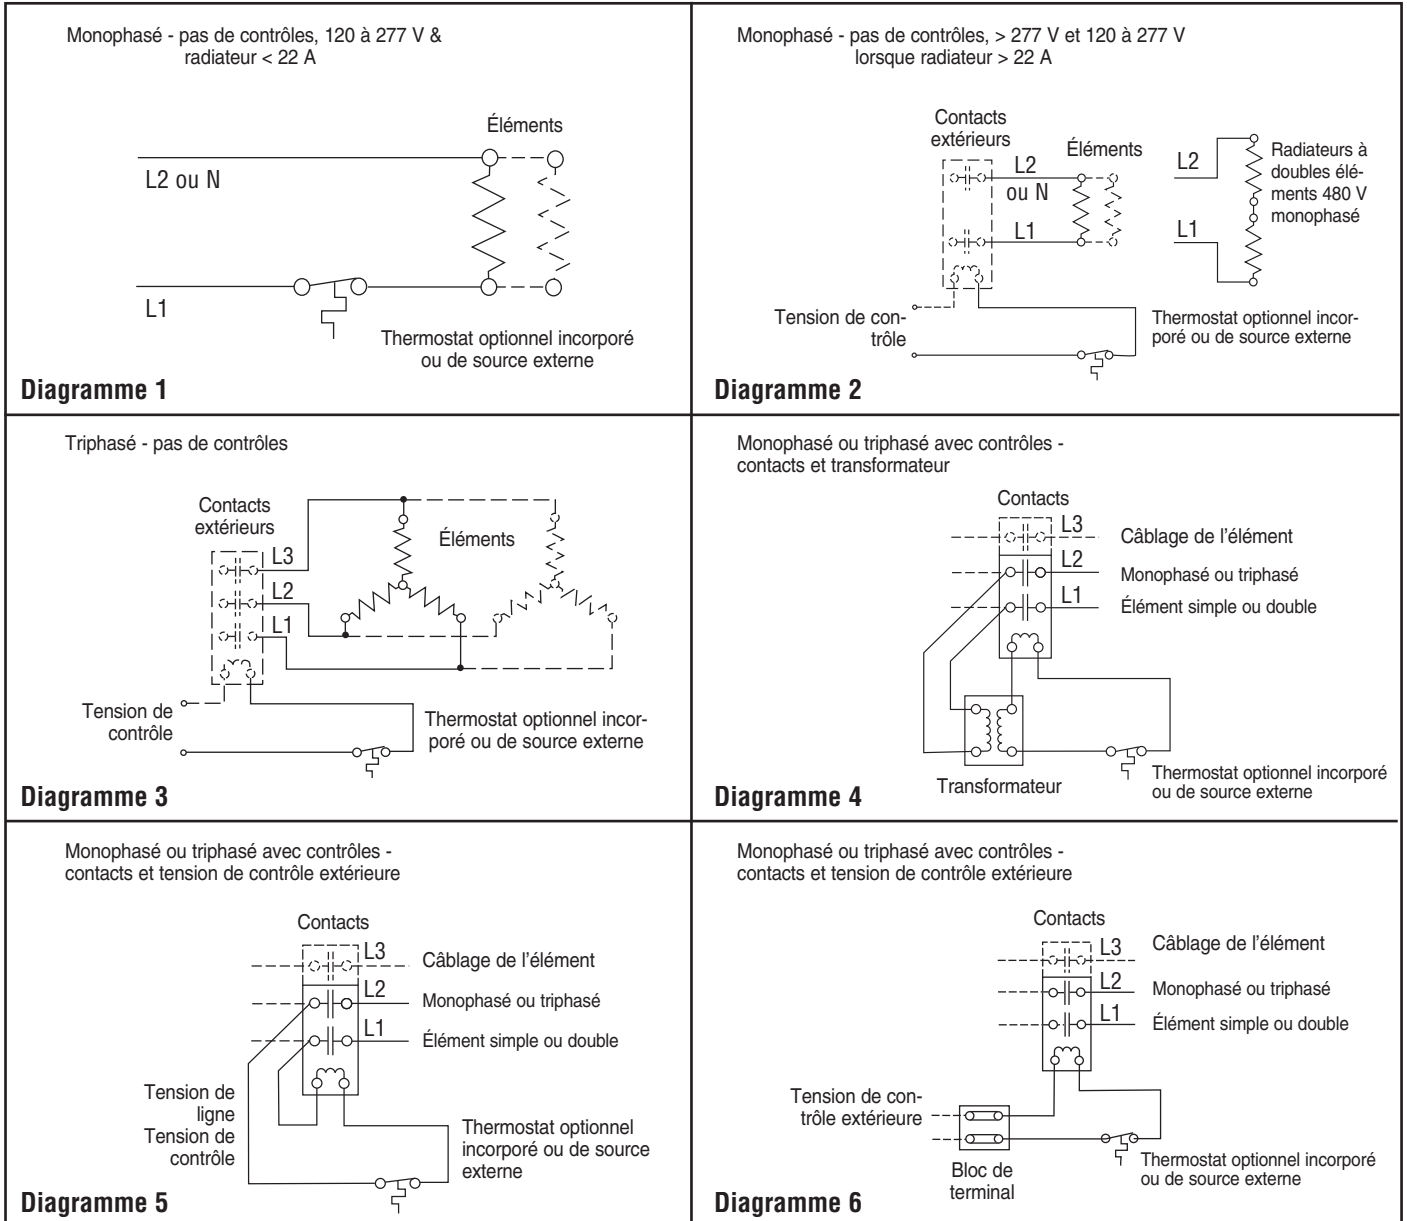 Monophasé - pas de contrôles, 120 à 277 V &
radiateur < 22 A
Éléments
L2 ou N
L1
Thermostat optionnel incorporé
ou de source externe
Diagramme 1
Monophasé - pas de contrôles, > 277 V et 120 à 277 V
lorsque radiateur > 22 A
Contacts
extérieurs
Éléments
L2
ou N
L1
L2
L1
Radiateurs à
doubles élé-
ments 480 V
monophasé
Tension de con-
trôle
Thermostat optionnel incor-
poré ou de source externe
Diagramme 2
Triphasé - pas de contrôles
Contacts
extérieurs
Éléments
L3
L2
L1
Tension de
contrôle
Thermostat optionnel incor-
poré ou de source externe
Diagramme 3
Monophasé ou triphasé avec contrôles -
contacts et transformateur
Contacts
L3
Câblage de l'élément
L2
Monophasé ou triphasé
L1
Élément simple ou double
Transformateur
Thermostat optionnel incorporé
ou de source externe
Diagramme 4
Monophasé ou triphasé avec contrôles -
contacts et tension de contrôle extérieure
Contacts
L3
Câblage de l'élément
L2
Monophasé ou triphasé
L1
Élément simple ou double
Tension de
ligne
Tension de
contrôle
Thermostat optionnel
incorporé ou de source
externe
Diagramme 5
Monophasé ou triphasé avec contrôles -
contacts et tension de contrôle extérieure
Contacts
L3
Câblage de l'élément
L2
Monophasé ou triphasé
L1
Élément simple ou double
Tension de con-
trôle extérieure
Bloc de
terminal
Thermostat optionnel incorporé
ou de source externe
Diagramme 6